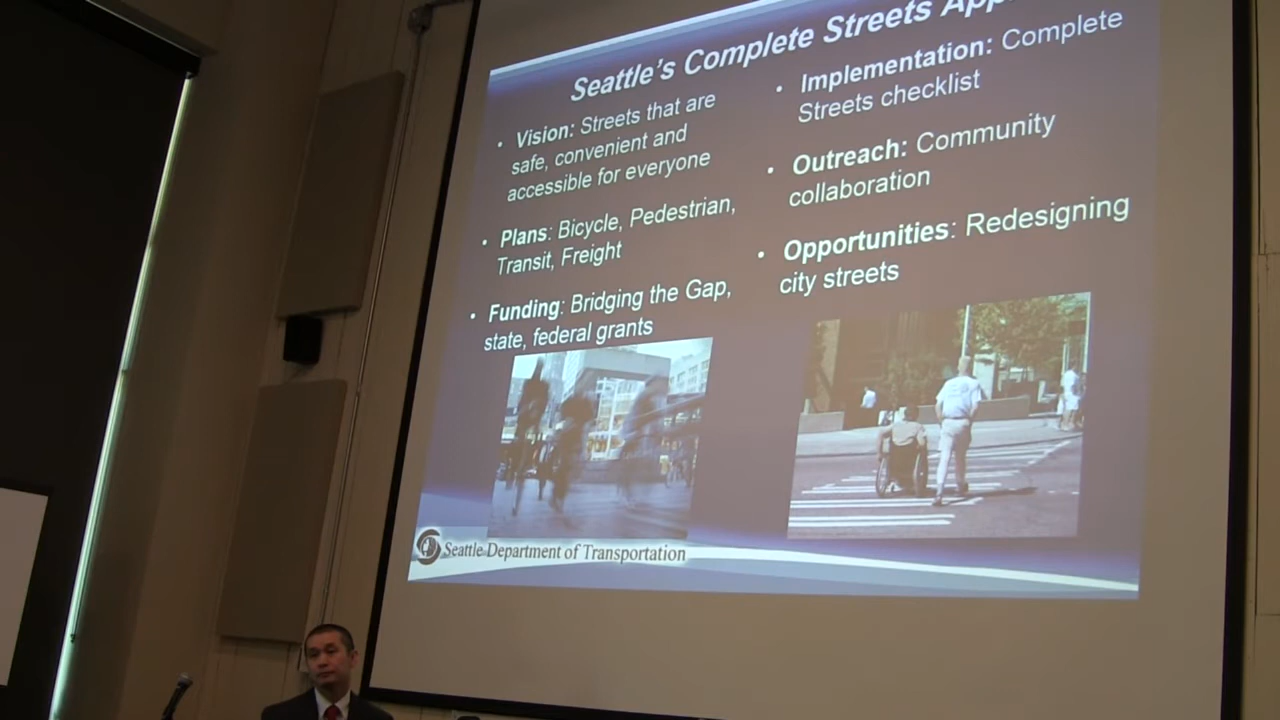 Seattle's Complete Streets
• Vision: Streets that are
safe, convenient and
accessible for everyone
• Plans: Bicycle, Pedestrian,
Transit, Freight
• Funding: Bridging the Gap,
state, federal grants
• Implementation: Complete
Streets checklist
• Outreach: Community
collaboration
• Opportunities: Redesigning
city streets
Seattle Department of Transportation